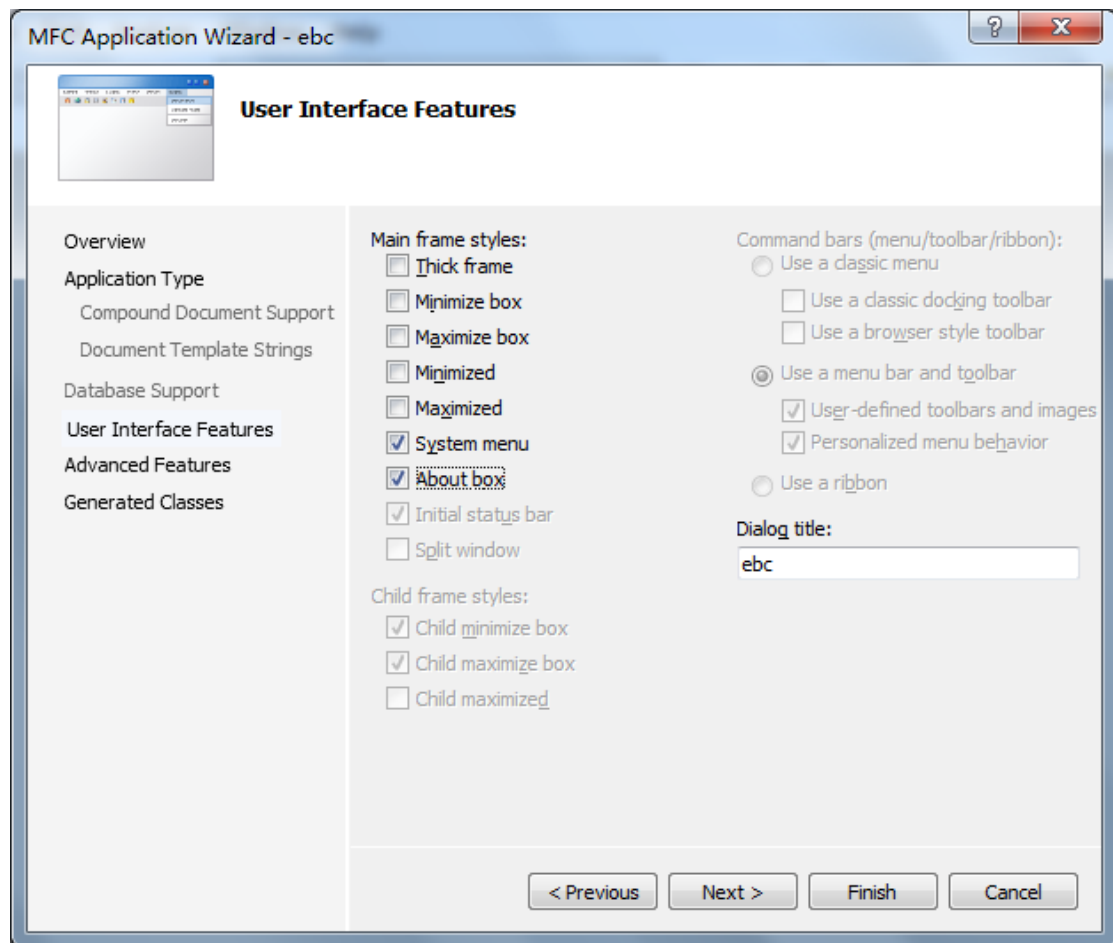 MFC Application Wizard - ebc
User Interface Features
Overview
Application Type
Compound Document Support
Document Template Strings
Database Support
User Interface Features
Advanced Features
Generated Classes
Main frame styles:
Thick frame
Minimize box
Maximize box
Minimized
Maximized
System menu
About box
Initial status bar
Split window
Child frame styles:
Child minimize box
Child maximize box
Child maximized
Command bars (menu/toolbar/ribbon):
Use a classic menu
Use a classic docking toolbar
Use a browser style toolbar
Use a menu bar and toolbar
User-defined toolbars and images
Personalized menu behavior
Use a ribbon
Dialog title:
ebc
< Previous
Next >
Finish
Cancel